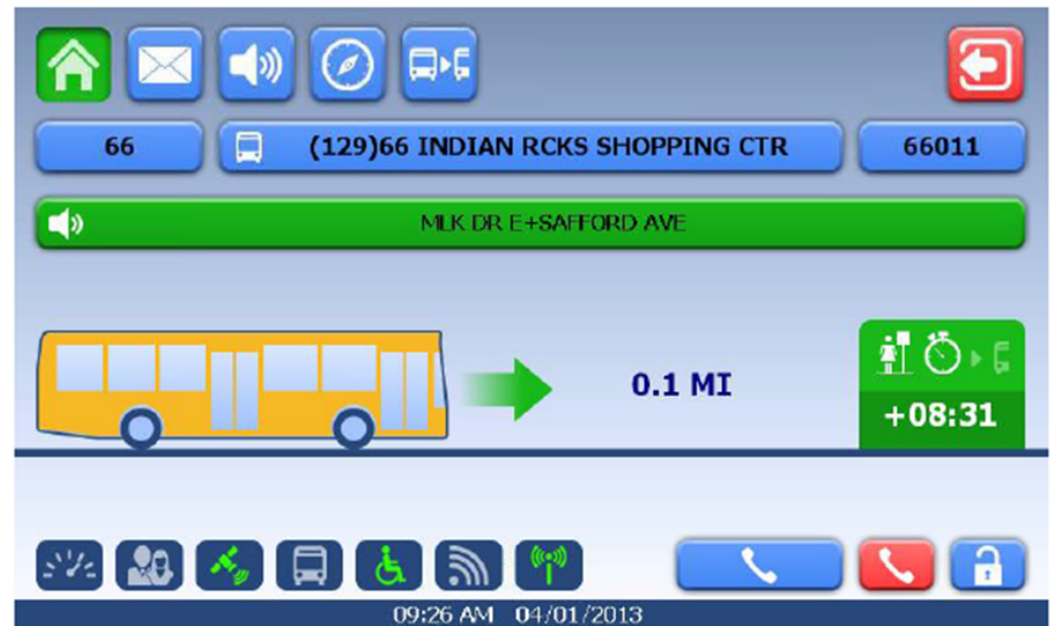 66
(129)66 INDIAN RCKS SHOPPING CTR
66011
MLK DR E+SAFFORD AVE
0.1 MI
+08:31
09:26 AM 04/01/2013